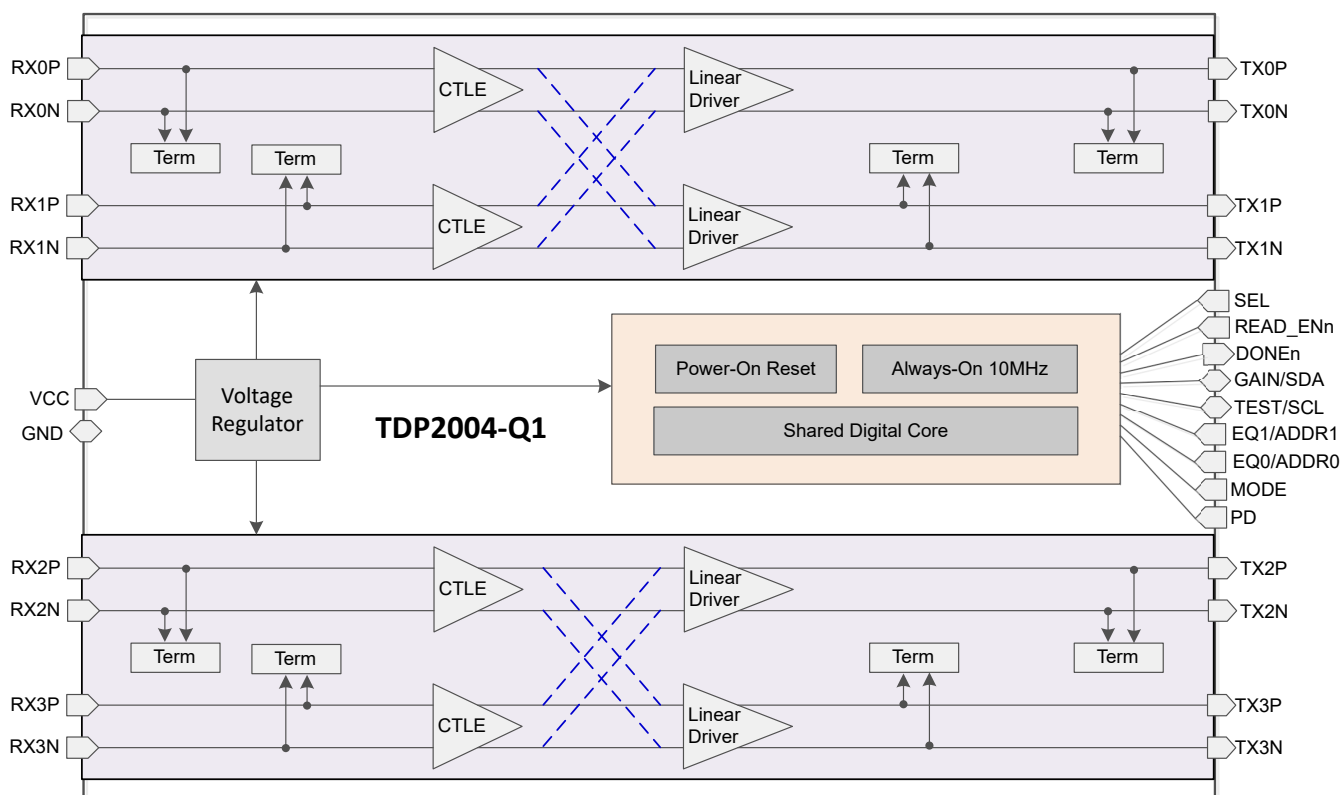 RX0P
CTLE
Linear
Driver
TX0P
RX0N
TX0N
Term
Term
Term
Term
RX1P
CTLE
Linear
Driver
TX1P
RX1N
TX1N
SEL
READ_ENn
DONEn
GAIN/SDA
TEST/SCL
EQ1/ADDR1
EQ0/ADDR0
MODE
PD
VCC
GND
Voltage
Regulator
TDP2004-Q1
Power-On Reset
Always-On 10MHz
Shared Digital Core
RX2P
CTLE
Linear
Driver
TX2P
RX2N
TX2N
Term
Term
Term
Term
RX3P
CTLE
Linear
Driver
TX3P
RX3N
TX3N